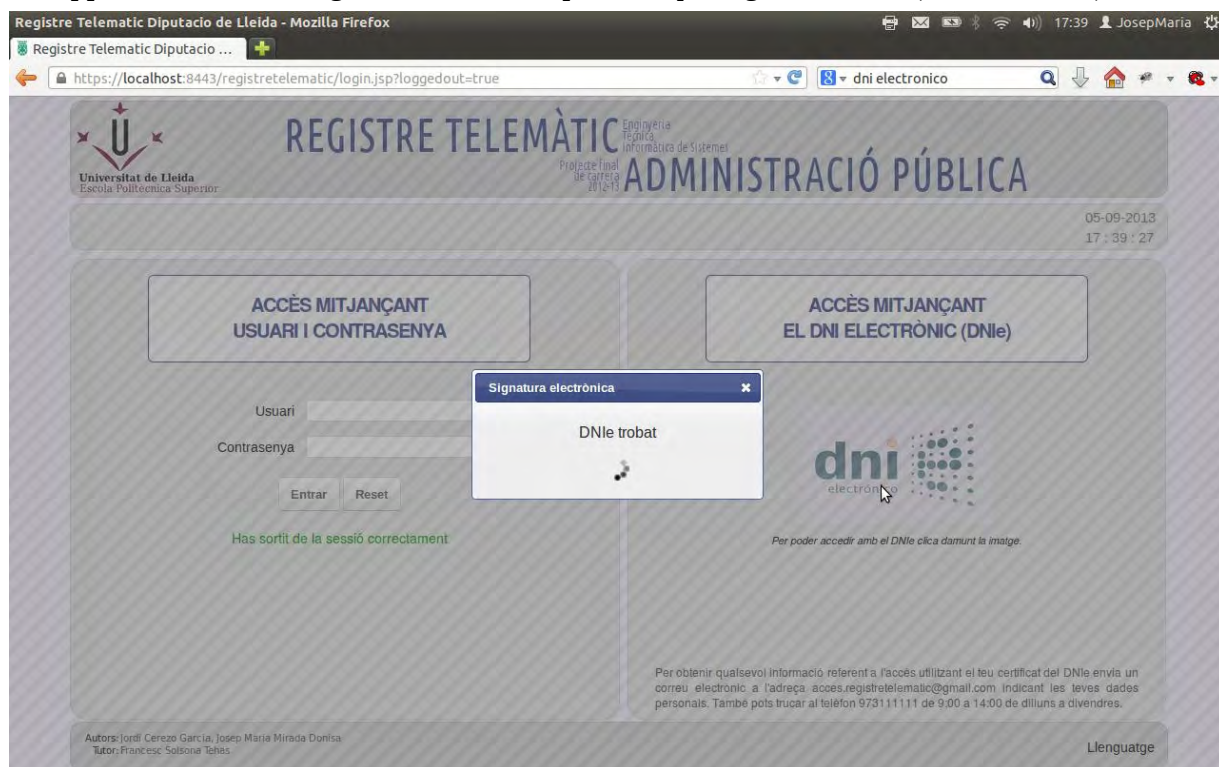 Registre Telematic Diputacio de Lleida - Mozilla Firefox
17:39 JosepMaria
Registre Telematic Diputacio ...
https://localhost:8443/registretelematic/login.jsp?loggedout=true
dni electronico
Universitat de Lleida
Escola Politècnica Superior
REGISTRE TELEMÀTIC
Enginyeria
Tècnica
Informàtica de Sistemes
Projecte final
de carrera
2012-13
ADMINISTRACIÓ PÚBLICA
05-09-2013
17 : 39 : 27
ACCÈS MITJANÇANT
USUARI I CONTRASENYA
ACCÈS MITJANÇANT
EL DNI ELECTRÒNIC (DNIe)
Signatura electrònica
DNIe trobat
Usuari
Contrasenya
Entrar Reset
Has sortit de la sessió correctament
dni
electrónico
Per poder accedir amb el DNIe clica damunt la imatge.
Per obtenir qualsevol informació referent a l'accés utilitzant el teu certificat del DNIe envia un
correu electronic a l'adreça acces.registretelematic@gmail.com indicant les teves dades
personals. També pots trucar al telèfon 973111111 de 9:00 a 14:00 de dilluns a divendres.
Autors: Jordi Cerezo Garcia, Josep Maria Mirada Donisa
Tutor: Francesc Solsona Tehas
Llenguatge